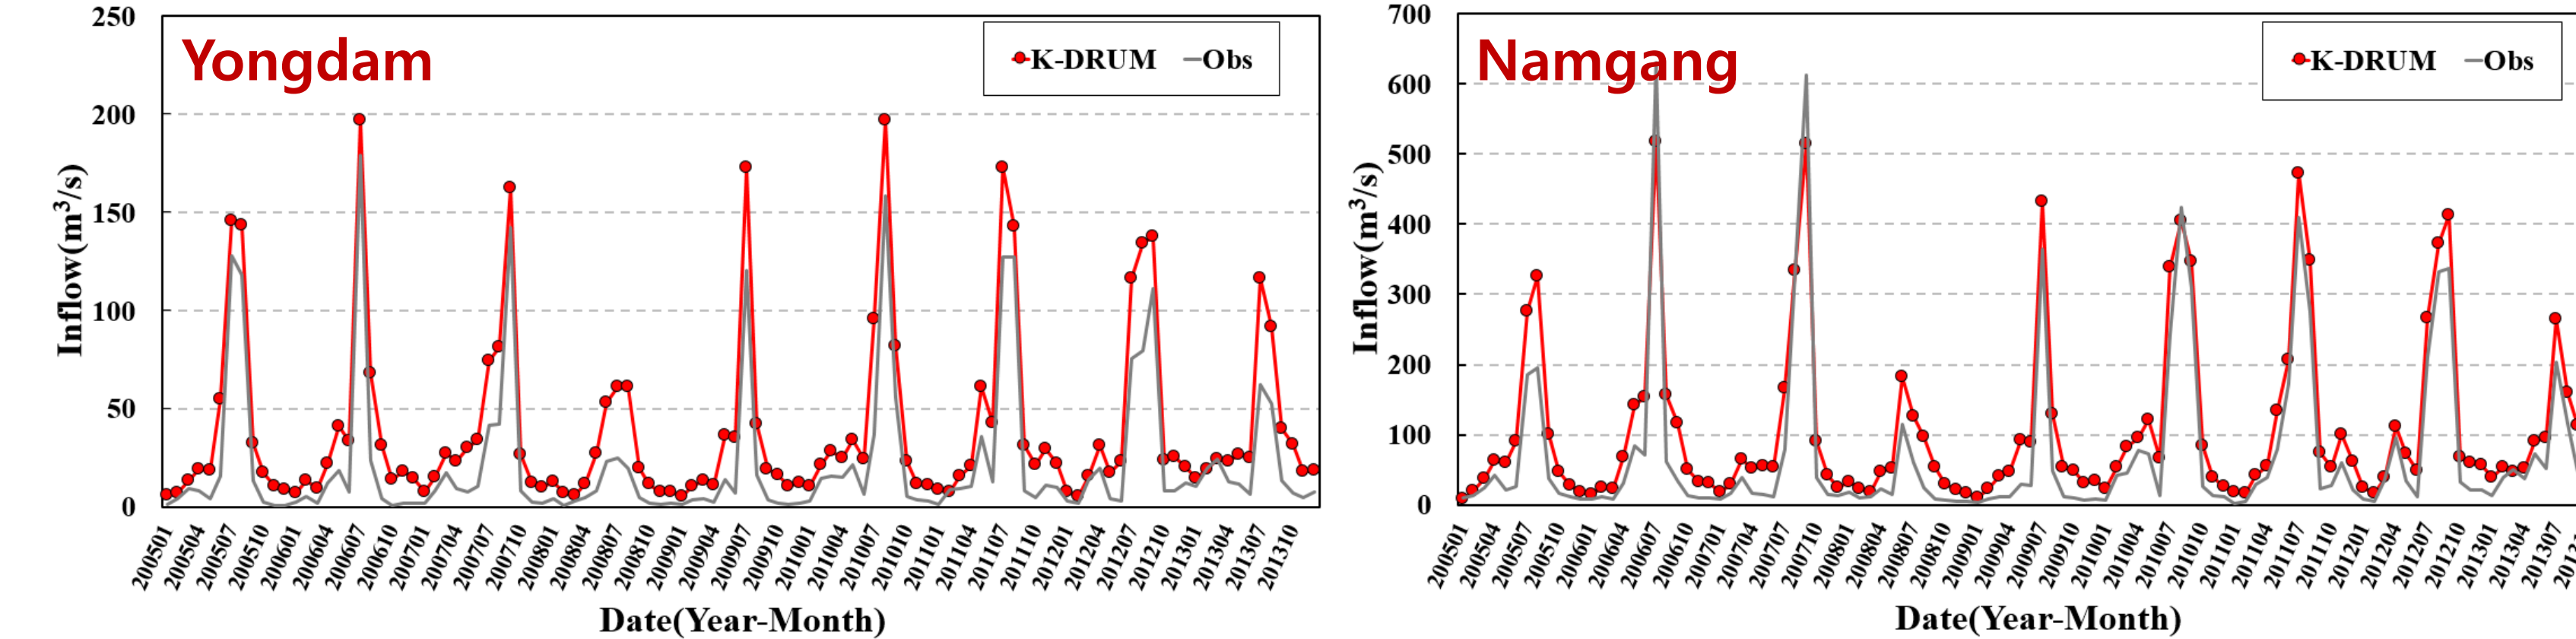 Yongdam
K-DRUM Obs
Inflow(m³/s)
250
200
150
100
50
0
200501 200504 200507 200510 200601 200604 200607 200610 200701 200704 200707 200710 200801 200804 200807 200810 200901 200904 200907 200910 201001 201004 201007 201010 201101 201104 201107 201110 201201 201204 201207 201210 201301 201304 201307 201310
Date(Year-Month)
Namgang
K-DRUM Obs
Inflow(m³/s)
700
600
500
400
300
200
100
0
200501 200504 200507 200510 200601 200604 200607 200610 200701 200704 200707 200710 200801 200804 200807 200810 200901 200904 200907 200910 201001 201004 201007 201010 201101 201104 201107 201110 201201 201204 201207 201210 201301 201304 201307
Date(Year-Month)